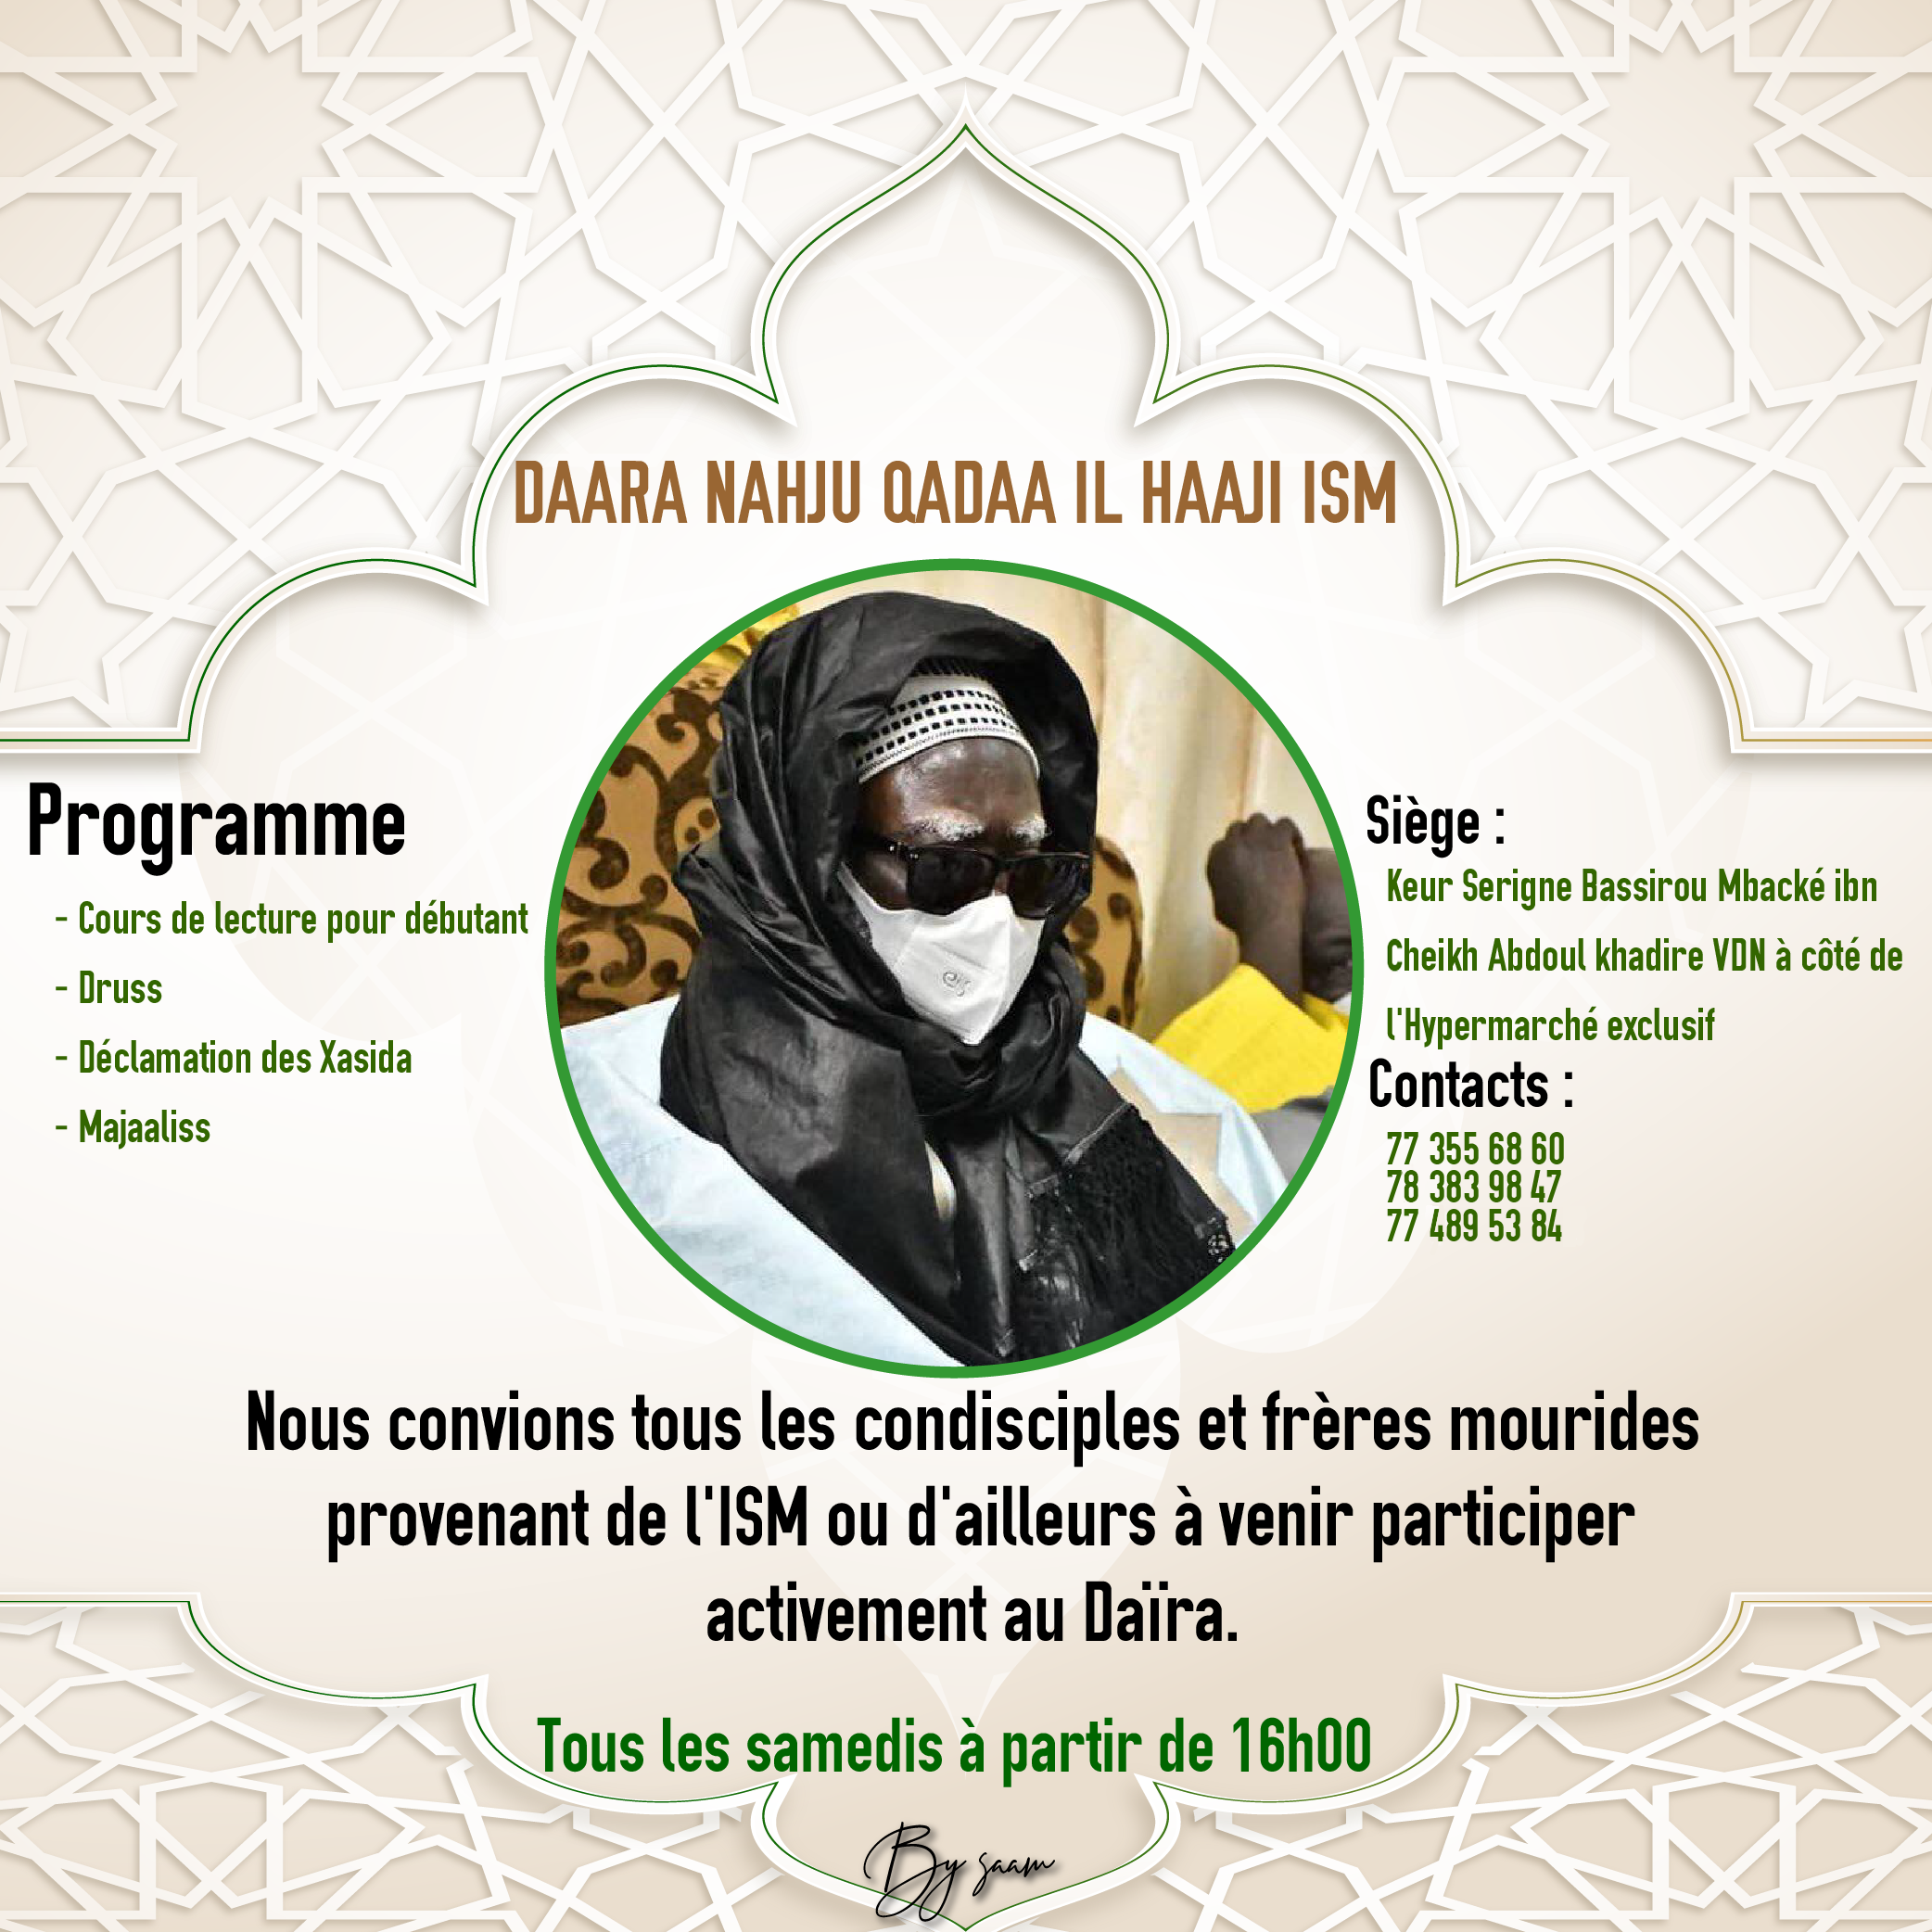 DAARA NAHJU QADAA IL HAAJI ISM
Programme
- Cours de lecture pour débutant
- Druss
- Déclamation des Xasida
- Majaaliss
Siège :
Keur Serigne Bassirou Mbacké ibn
Cheikh Abdoul khadire VDN à côté de
l'Hypermarché exclusif
Contacts :
77 355 68 60
78 383 98 47
77 489 53 84
Nous convions tous les condisciples et frères mourides
provenant de l'ISM ou d'ailleurs à venir participer
activement au Daïra.
Tous les samedis à partir de 16h00
By saam